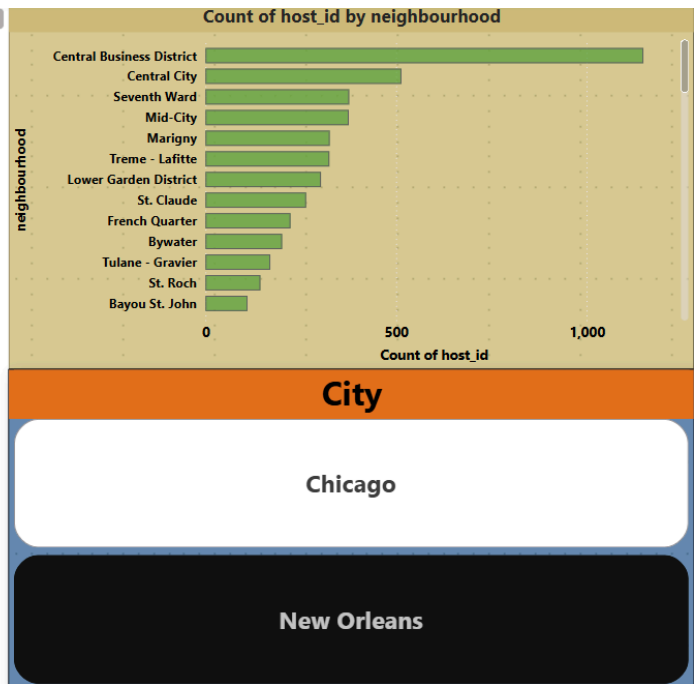 Count of host_id by neighbourhood
neighbourhood
Central Business District
Central City
Seventh Ward
Mid-City
Marigny
Treme - Lafitte
Lower Garden District
St. Claude
French Quarter
Bywater
Tulane - Gravier
St. Roch
Bayou St. John
0 500 1,000
Count of host_id
City
Chicago
New Orleans